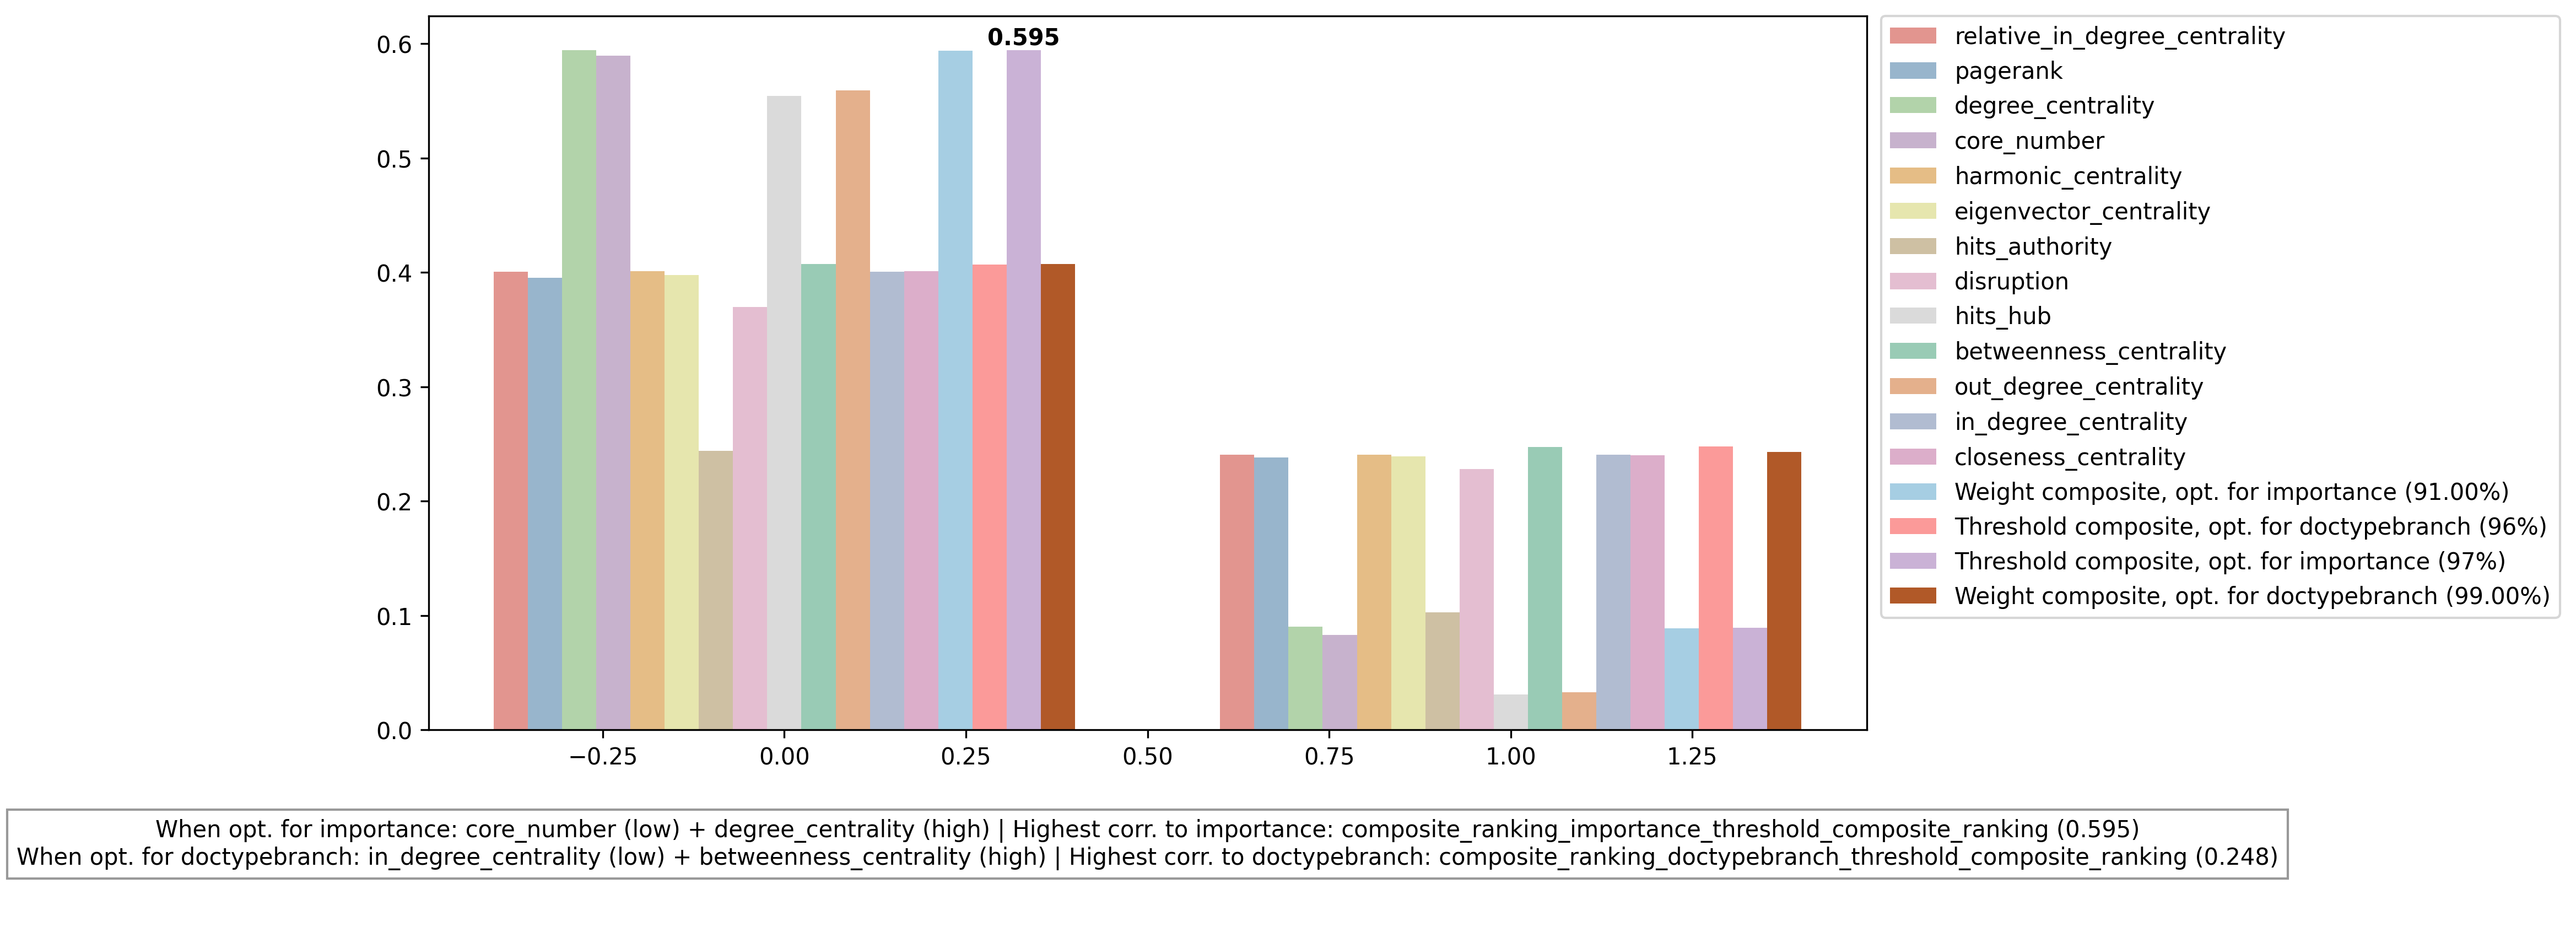 0.595
0.6
0.5
0.4
0.3
0.2
0.1
0.0
−0.25
0.00
0.25
0.50
0.75
1.00
1.25
relative_in_degree_centrality
pagerank
degree_centrality
core_number
harmonic_centrality
eigenvector_centrality
hits_authority
disruption
hits_hub
betweenness_centrality
out_degree_centrality
in_degree_centrality
closeness_centrality
Weight composite, opt. for importance (91.00%)
Threshold composite, opt. for doctypebranch (96%)
Threshold composite, opt. for importance (97%)
Weight composite, opt. for doctypebranch (99.00%)
When opt. for importance: core_number (low) + degree_centrality (high) | Highest corr. to importance: composite_ranking_importance_threshold_composite_ranking (0.595)
When opt. for doctypebranch: in_degree_centrality (low) + betweenness_centrality (high) | Highest corr. to doctypebranch: composite_ranking_doctypebranch_threshold_composite_ranking (0.248)